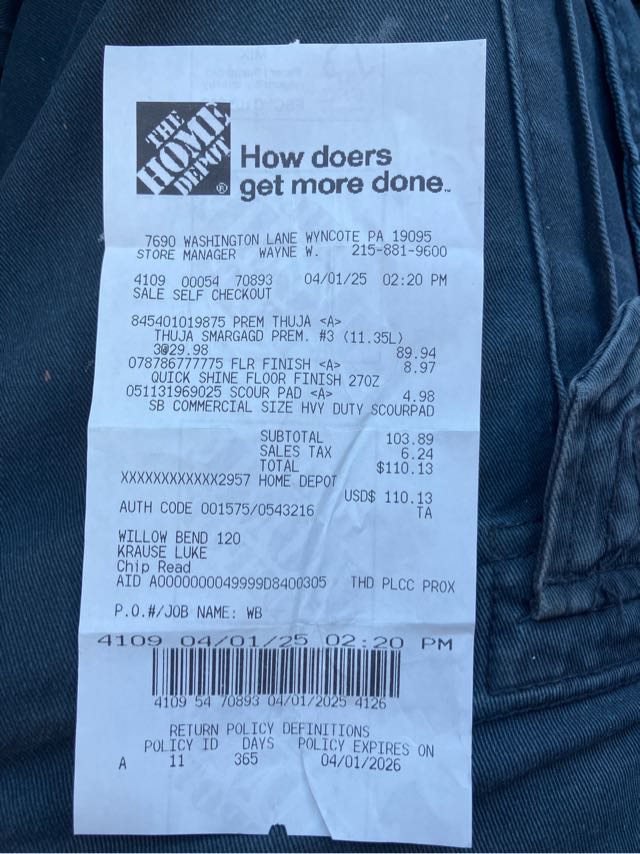 THE
HOME
DEPOT
®
How doers
get more done™
7690 WASHINGTON LANE WYNCOTE PA 19095
STORE MANAGER WAYNE W. 215-881-9600
4109 00054 70893 04/01/25 02:20 PM
SALE SELF CHECKOUT
845401019875 PREM THUJA <A>
THUJA SMARGAGD PREM. #3 (11.35L)
3@29.98 89.94
078786777775 FLR FINISH <A> 8.97
QUICK SHINE FLOOR FINISH 27OZ
051131969025 SCOUR PAD <A> 4.98
SB COMMERCIAL SIZE HVY DUTY SCOURPAD
SUBTOTAL 103.89
SALES TAX 6.24
TOTAL $110.13
XXXXXXXXXXXX2957 HOME DEPOT
USD$ 110.13
AUTH CODE 001575/0543216 TA
WILLOW BEND 120
KRAUSE LUKE
Chip Read
AID A0000000049999D8400305 THD PLCC PROX
P.O.#/JOB NAME: WB
4109 04/01/25 02:20 PM
4109 54 70893 04/01/2025 4126
RETURN POLICY DEFINITIONS
POLICY ID DAYS POLICY EXPIRES ON
A 11 365 04/01/2026